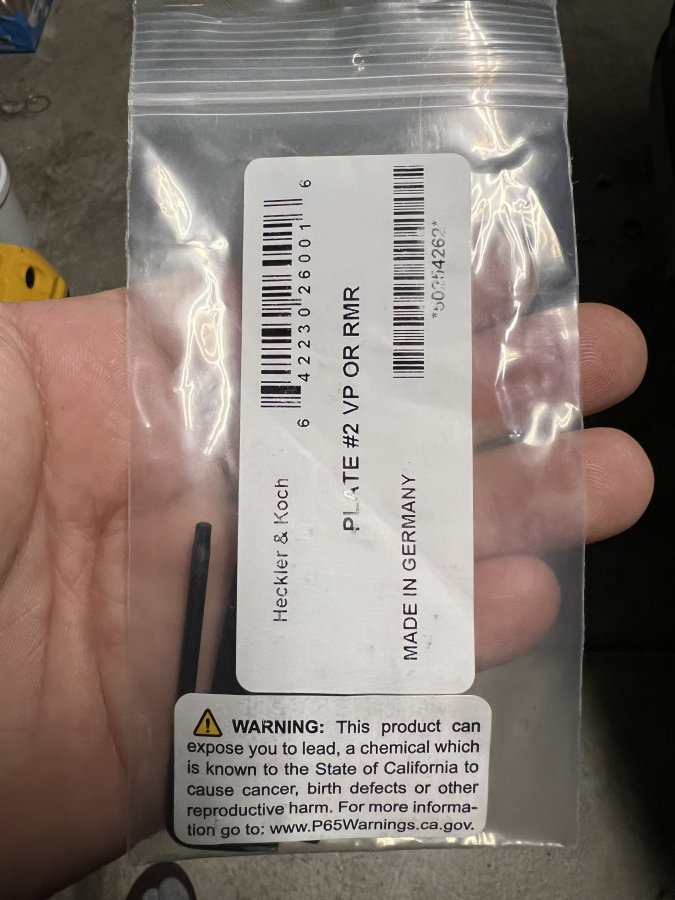 Heckler & Koch
6 42230 26001 6
PLATE #2 VP OR RMR
MADE IN GERMANY
*50254262*
WARNING: This product can
expose you to lead, a chemical which
is known to the State of California to
cause cancer, birth defects or other
reproductive harm. For more informa-
tion go to: www.P65Warnings.ca.gov.